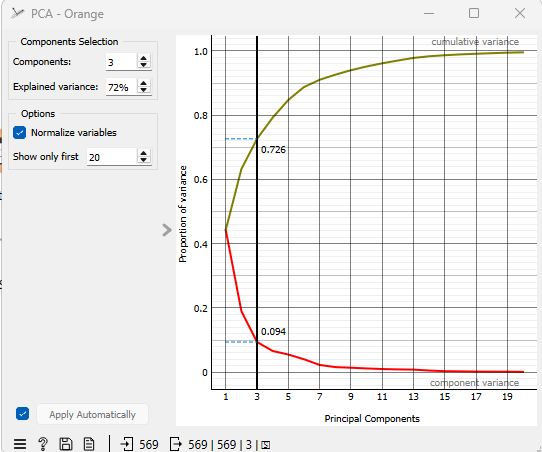 PCA - Orange
Components Selection
Components: 3
Explained variance: 72%
Options
Normalize variables
Show only first 20
Apply Automatically
cumulative variance
1.0
0.8
0.726
Proportion of variance
0.6
0.4
0.2
0.094
0
component variance
1 3 5 7 9 11 13 15 17 19
Principal Components
? 569 569 | 569 | 3 |